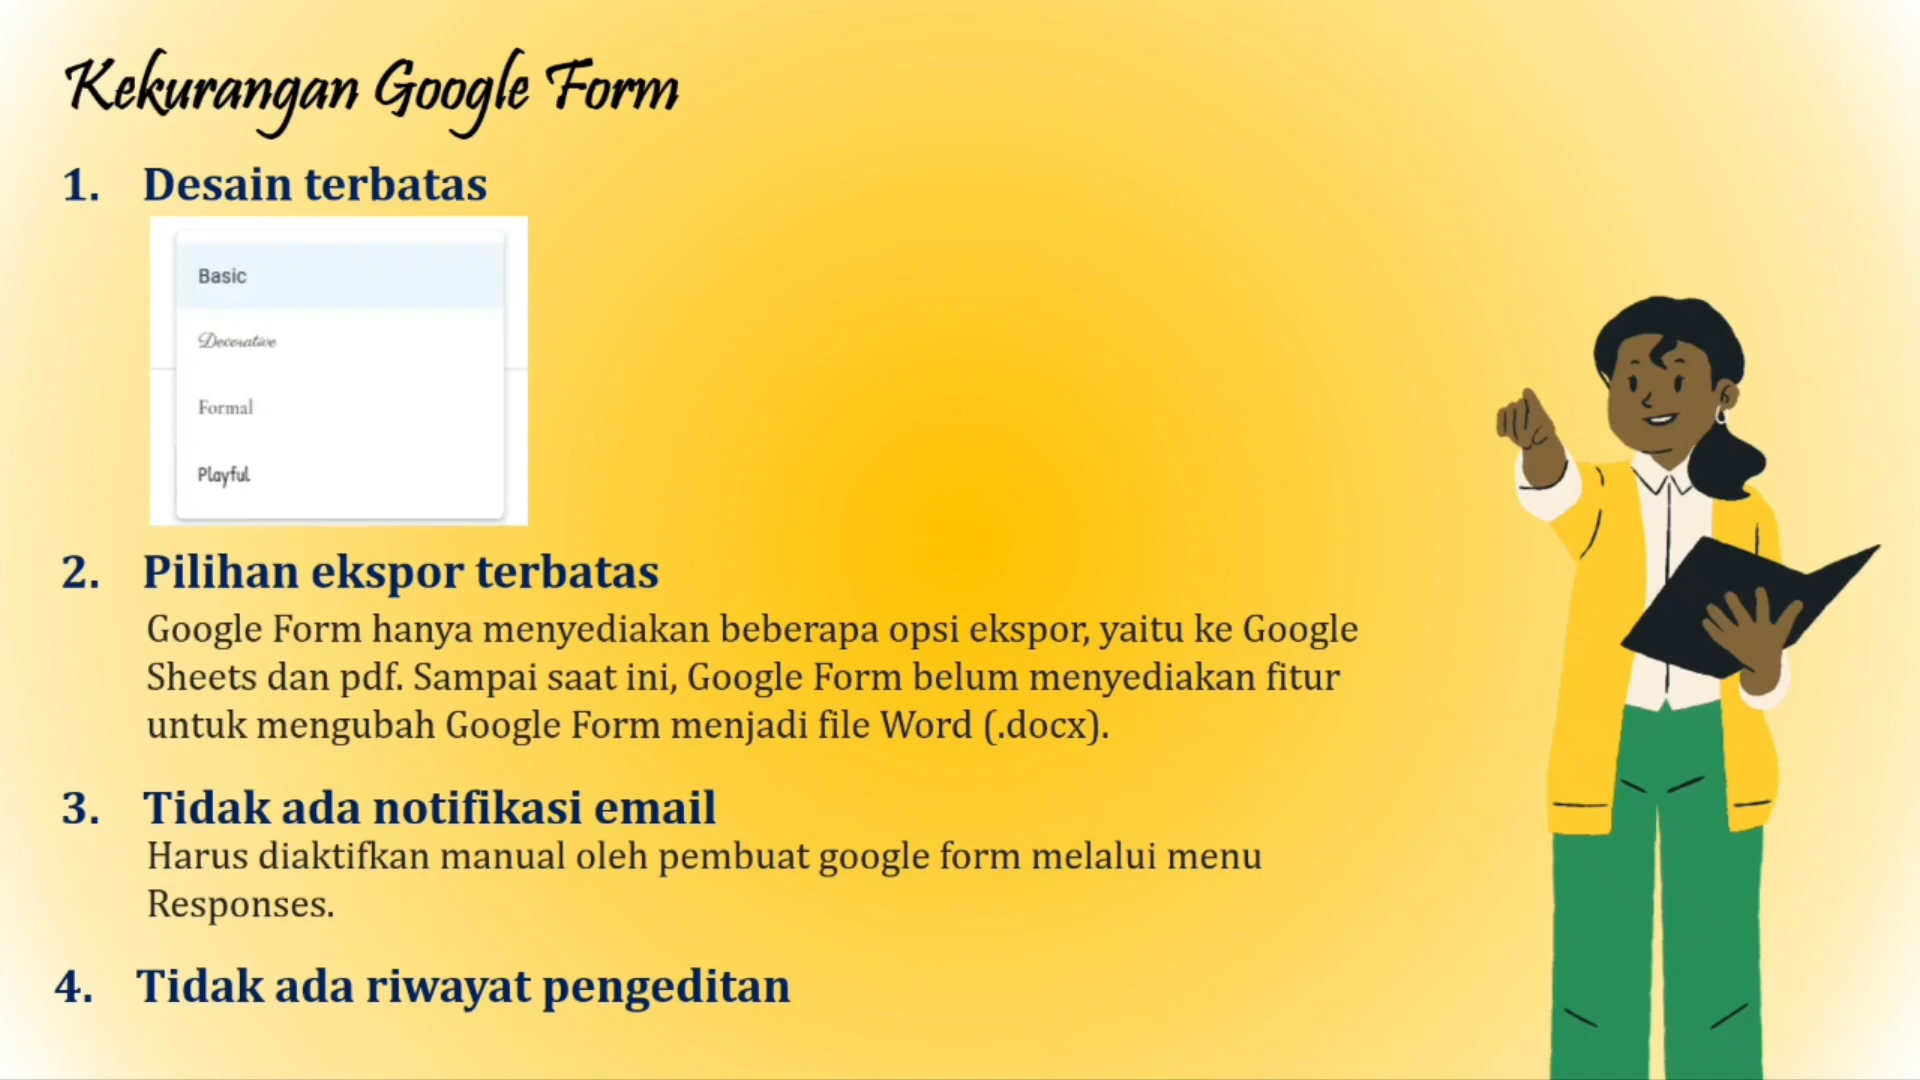 Kekurangan Google Form
1. Desain terbatas
Basic
Decorative
Formal
Playful
2. Pilihan ekspor terbatas
Google Form hanya menyediakan beberapa opsi ekspor, yaitu ke Google
Sheets dan pdf. Sampai saat ini, Google Form belum menyediakan fitur
untuk mengubah Google Form menjadi file Word (.docx).
3. Tidak ada notifikasi email
Harus diaktifkan manual oleh pembuat google form melalui menu
Responses.
4. Tidak ada riwayat pengeditan